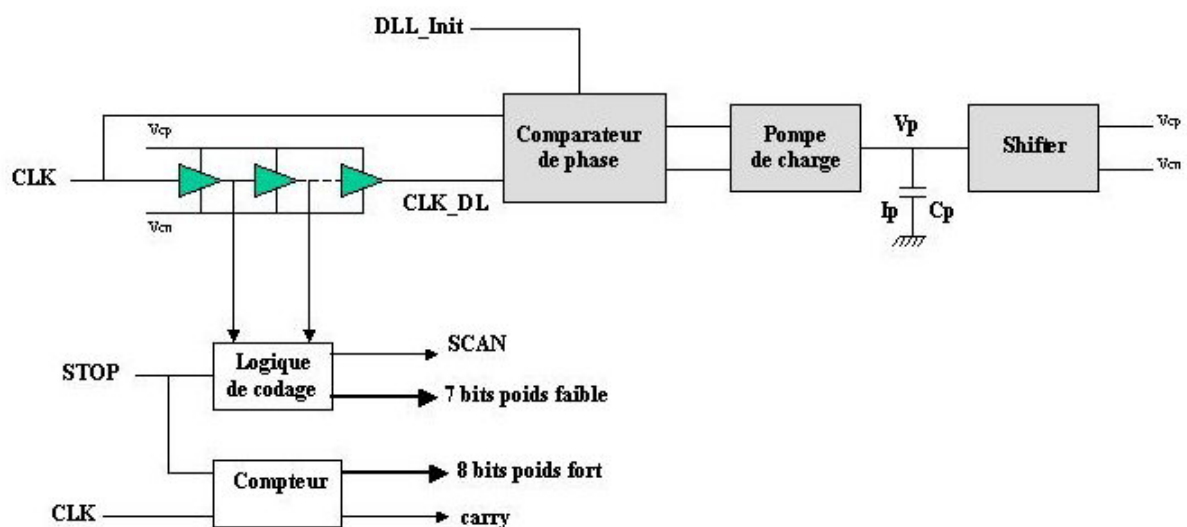 DLL_Init
Vcp
CLK
Vcn
CLK_DL
Comparateur
de phase
Pompe
de charge
Vp
Ip
Cp
Shifter
Vcp
Vcn
STOP
Logique
de codage
SCAN
7 bits poids faible
CLK
Compteur
8 bits poids fort
carry